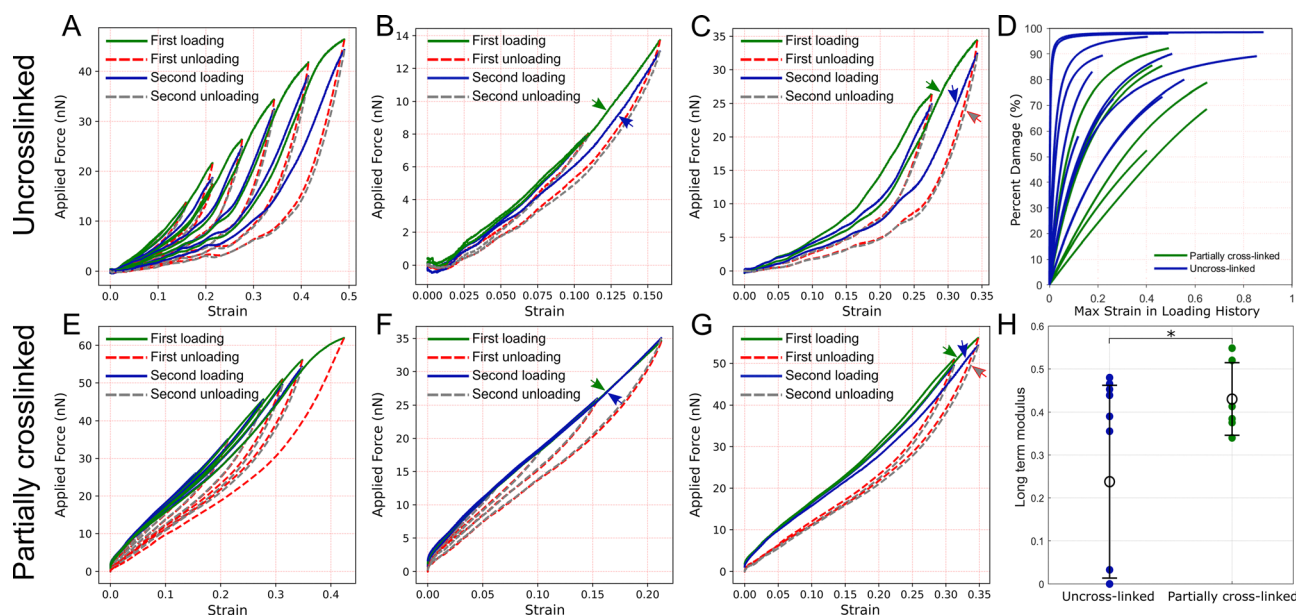 Uncrosslinked
A
First loading
First unloading
Second loading
Second unloading
Applied Force (nN)
40
30
20
10
0
0.0 0.1 0.2 0.3 0.4 0.5
Strain
B
First loading
First unloading
Second loading
Second unloading
Applied Force (nN)
14
12
10
8
6
4
2
0
0.000 0.025 0.050 0.075 0.100 0.125 0.150
Strain
C
First loading
First unloading
Second loading
Second unloading
Applied Force (nN)
35
30
25
20
15
10
5
0
0.00 0.05 0.10 0.15 0.20 0.25 0.30 0.35
Strain
D
Percent Damage (%)
100
90
80
70
60
50
40
30
20
10
0
Partially cross-linked
Uncross-linked
0 0.2 0.4 0.6 0.8 1
Max Strain in Loading History
Partially crosslinked
E
First loading
First unloading
Second loading
Second unloading
Applied Force (nN)
60
50
40
30
20
10
0
0.0 0.1 0.2 0.3 0.4
Strain
F
First loading
First unloading
Second loading
Second unloading
Applied Force (nN)
35
30
25
20
15
10
5
0
0.00 0.05 0.10 0.15 0.20
Strain
G
First loading
First unloading
Second loading
Second unloading
Applied Force (nN)
50
40
30
20
10
0
0.00 0.05 0.10 0.15 0.20 0.25 0.30 0.35
Strain
H
*
Long term modulus
0.6
0.5
0.4
0.3
0.2
0.1
0
Uncross-linked Partially cross-linked